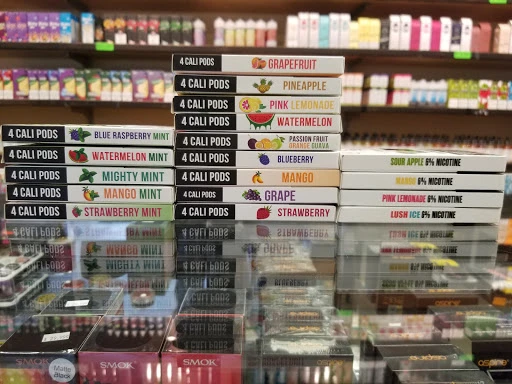 4 CALI PODS GRAPEFRUIT
4 CALI PODS PINEAPPLE
4 CALI PODS PINK LEMONADE
4 CALI PODS WATERMELON
4 CALI PODS PASSION FRUIT
ORANGE GUAVA
4 CALI PODS BLUEBERRY
4 CALI PODS MANGO
4 CALI PODS GRAPE
4 CALI PODS STRAWBERRY
4 CALI PODS BLUE RASPBERRY MINT
4 CALI PODS WATERMELON MINT
4 CALI PODS MIGHTY MINT
4 CALI PODS MANGO MINT
4 CALI PODS STRAWBERRY MINT
SOUR APPLE 6% NICOTINE
MANGO 6% NICOTINE
PINK LEMONADE 6% NICOTINE
LUSH ICE 6% NICOTINE
SMOK
SMOK
Matte
Black
aspire